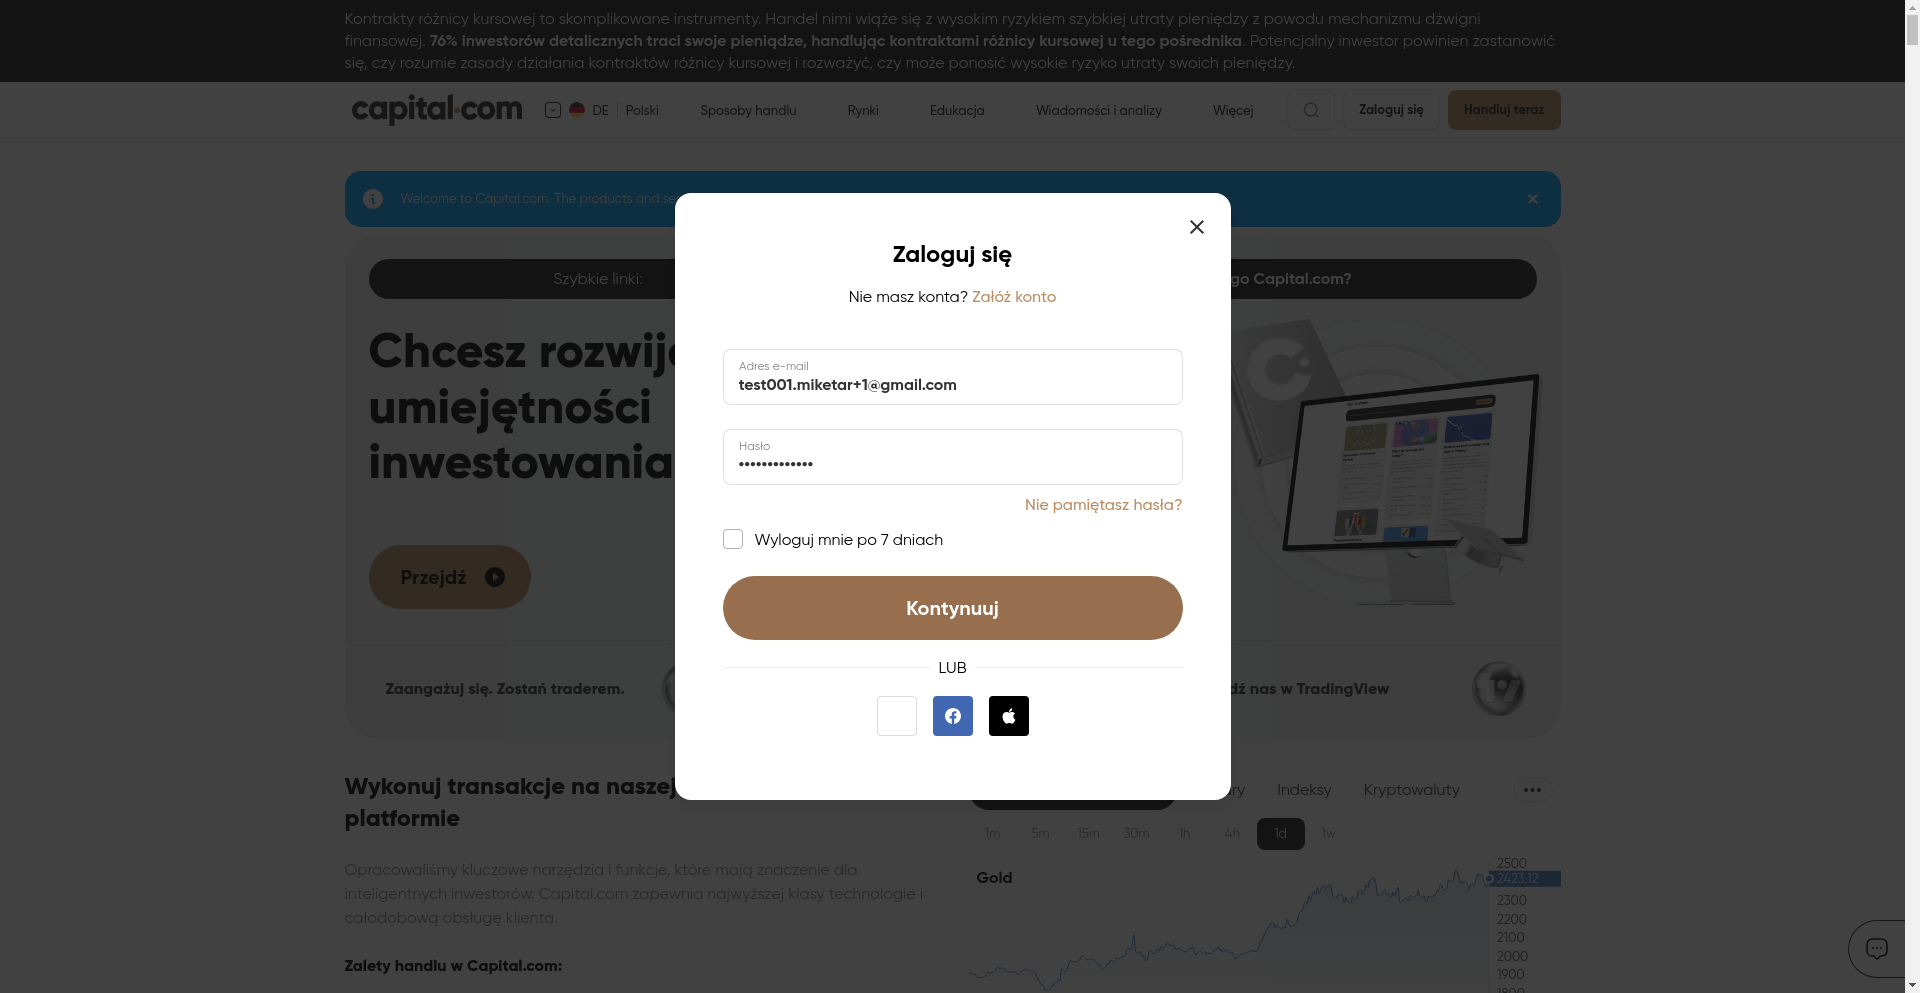 Kontrakty różnicy kursowej to skomplikowane instrumenty. Handel nimi wiąże się z wysokim ryzykiem szybkiej utraty pieniędzy z powodu mechanizmu dźwigni
finansowej. 76% inwestorów detalicznych traci swoje pieniądze, handlując kontraktami różnicy kursowej u tego pośrednika. Potencjalny inwestor powinien zastanowić
się, czy rozumie zasady działania kontraktów różnicy kursowej i rozważyć, czy może ponosić wysokie ryzyko utraty swoich pieniędzy.
capital.com DE Polski Sposoby handlu Rynki Edukacja Wiadomości i analizy Więcej Zaloguj się Handluj teraz
Welcome to Capital.com. The products and se
Szybkie linki: go Capital.com?
Chcesz rozwij
umiejętności
inwestowania
Przejdź
Zaangażuj się. Zostań traderem.
dź nas w TradingView
Zaloguj się
Nie masz konta? Załóż konto
Adres e-mail
test001.miketar+1@gmail.com
Hasło
•••••••••••••
Nie pamiętasz hasła?
Wyloguj mnie po 7 dniach
Kontynuuj
LUB
Wykonuj transakcje na naszej
platformie
Opracowaliśmy kluczowe narzędzia i funkcje, które mają znaczenie dla
inteligentnych inwestorów. Capital.com zapewnia najwyższej klasy technologie i
całodobową obsługę klienta.
Zalety handlu w Capital.com:
ry Indeksy Kryptowaluty
1m 5m 15m 30m 1h 4h 1d 1w
Gold
2500
2423.12
2300
2200
2100
2000
1900